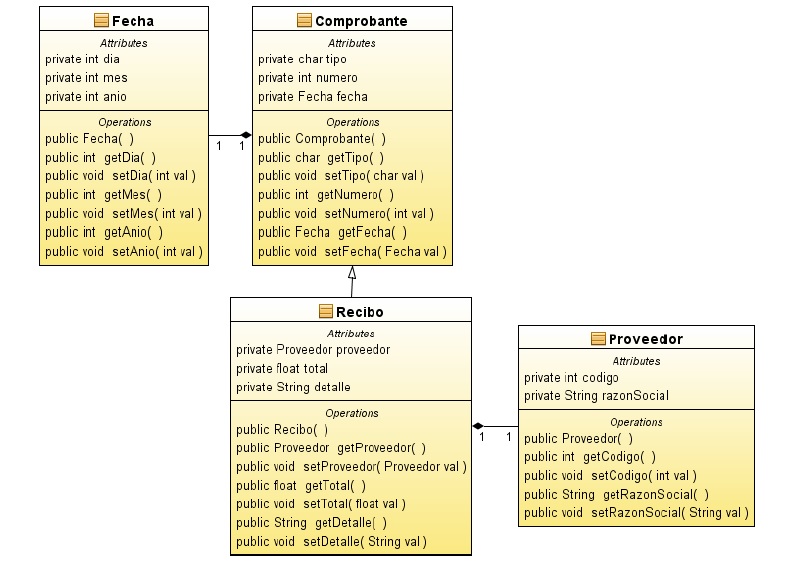 Fecha
Attributes
private int dia
private int mes
private int anio
Operations
public Fecha( )
public int getDia( )
public void setDia( int val )
public int getMes( )
public void setMes( int val )
public int getAnio( )
public void setAnio( int val )
1 1
Comprobante
Attributes
private char tipo
private int numero
private Fecha fecha
Operations
public Comprobante( )
public char getTipo( )
public void setTipo( char val )
public int getNumero( )
public void setNumero( int val )
public Fecha getFecha( )
public void setFecha( Fecha val )
Recibo
Attributes
private Proveedor proveedor
private float total
private String detalle
Operations
public Recibo( )
public Proveedor getProveedor( )
public void setProveedor( Proveedor val )
public float getTotal( )
public void setTotal( float val )
public String getDetalle( )
public void setDetalle( String val )
1 1
Proveedor
Attributes
private int codigo
private String razonSocial
Operations
public Proveedor( )
public int getCodigo( )
public void setCodigo( int val )
public String getRazonSocial( )
public void setRazonSocial( String val )